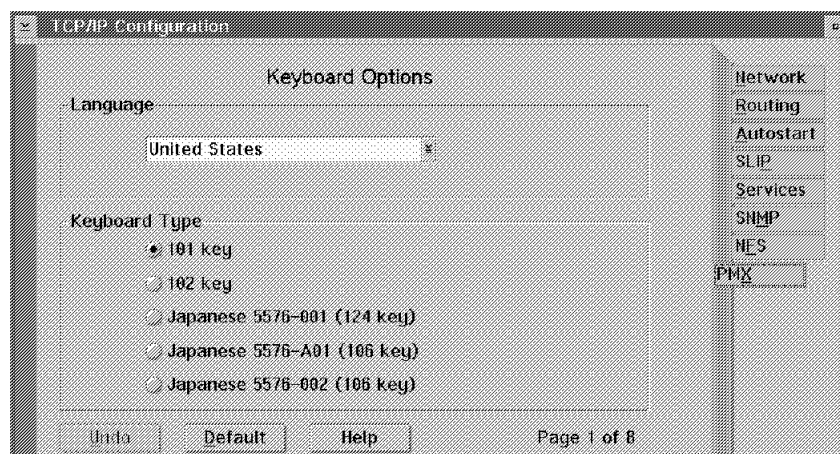 TCP/IP Configuration
Keyboard Options
Language
United States
Keyboard Type
101 key
102 key
Japanese 5576-001 (124 key)
Japanese 5576-A01 (106 key)
Japanese 5576-002 (106 key)
Undo
Default
Help
Page 1 of 8
Network
Routing
Autostart
SLIP
Services
SNMP
NFS
PMX